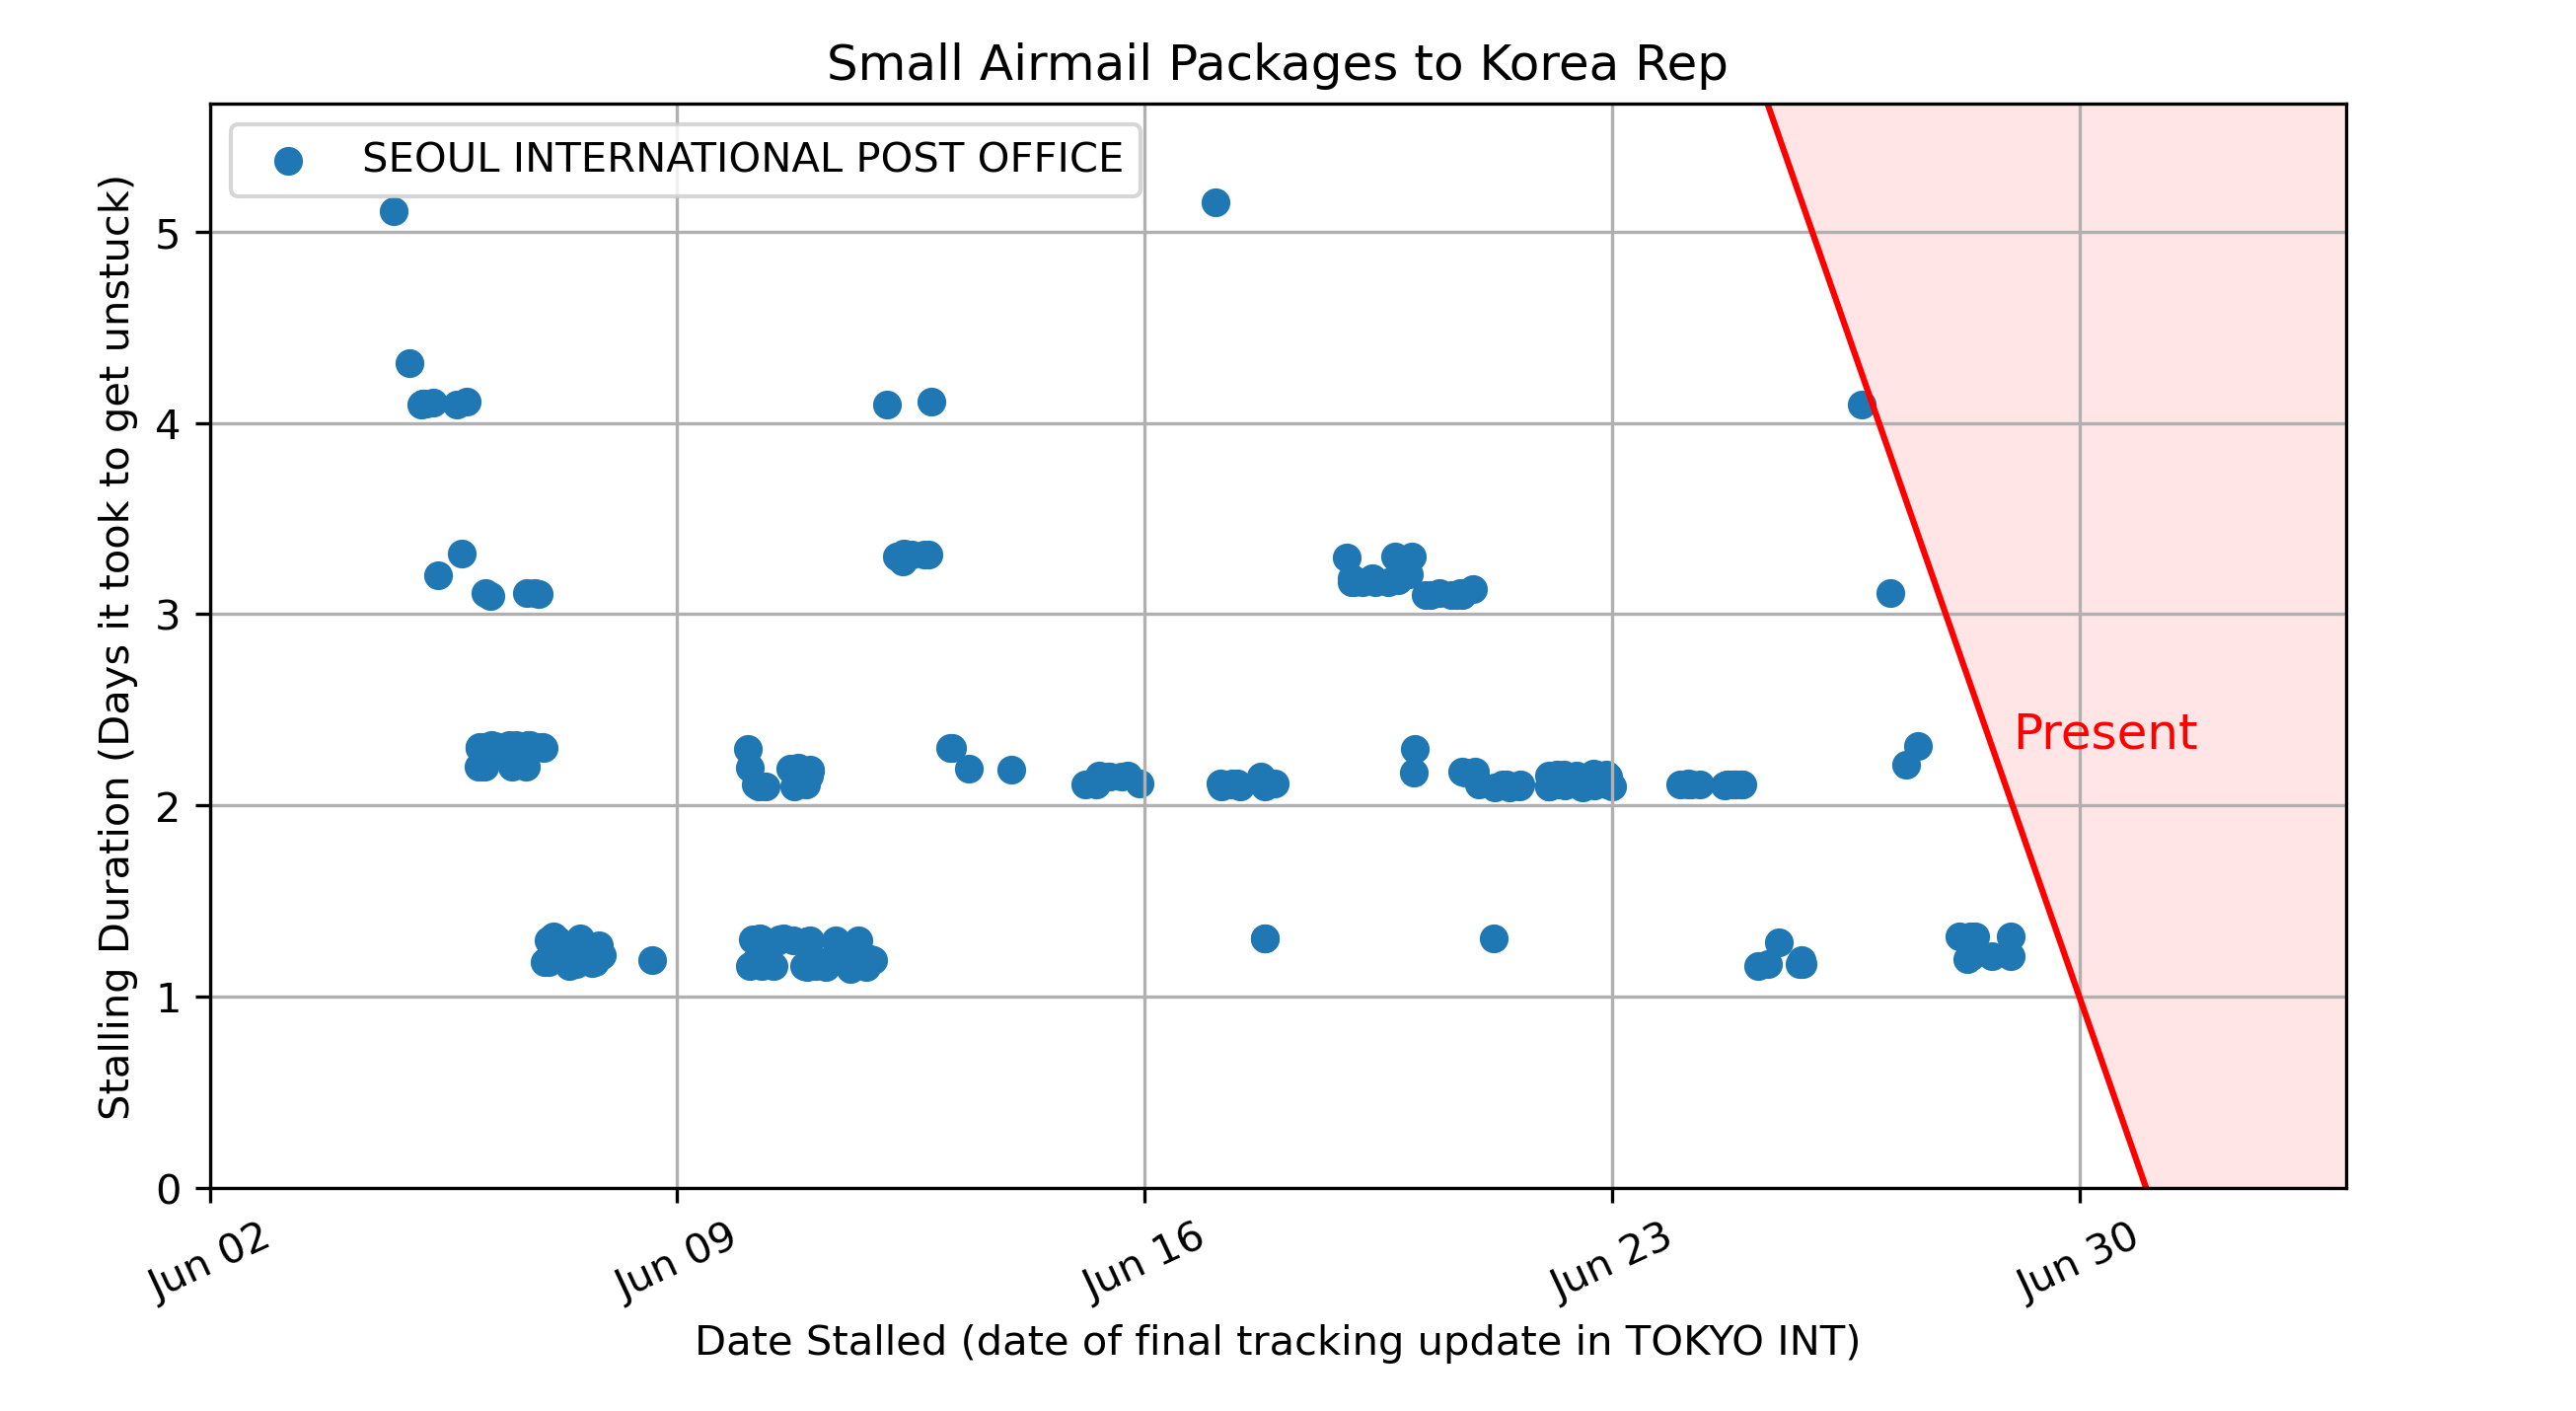 Small Airmail Packages to Korea Rep
SEOUL INTERNATIONAL POST OFFICE
Stalling Duration (Days it took to get unstuck)
5
4
3
2
1
0
Present
Jun 02
Jun 09
Jun 16
Jun 23
Jun 30
Date Stalled (date of final tracking update in TOKYO INT)